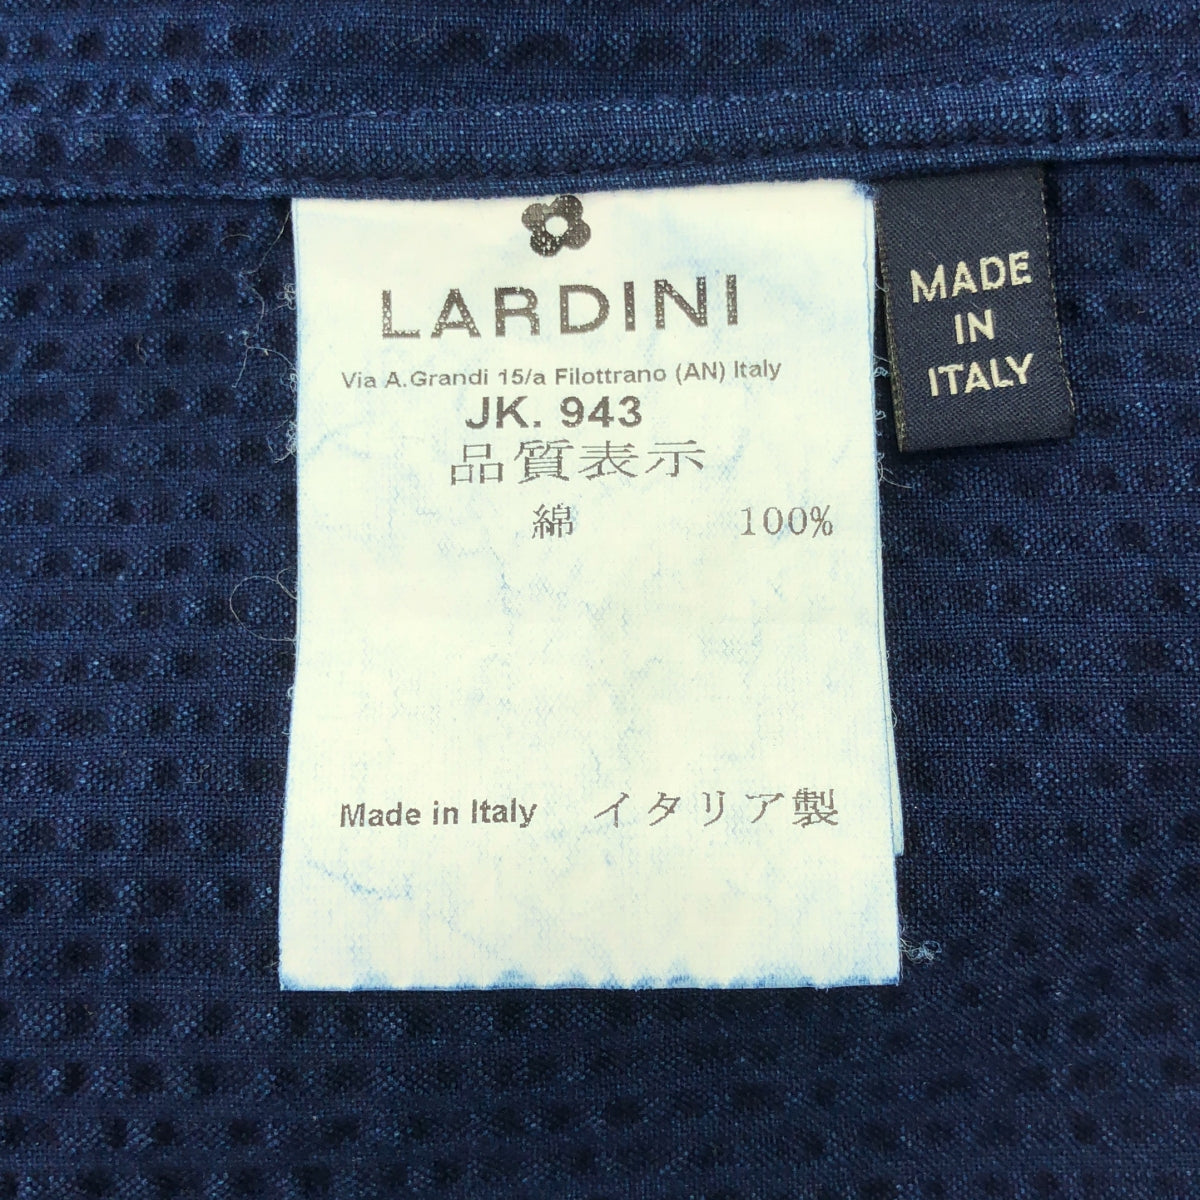 LARDINI
Via A.Grandi 15/a Filottrano (AN) Italy
JK. 943
品質表示
綿 100%
Made in Italy イタリア製
MADE
IN
ITALY